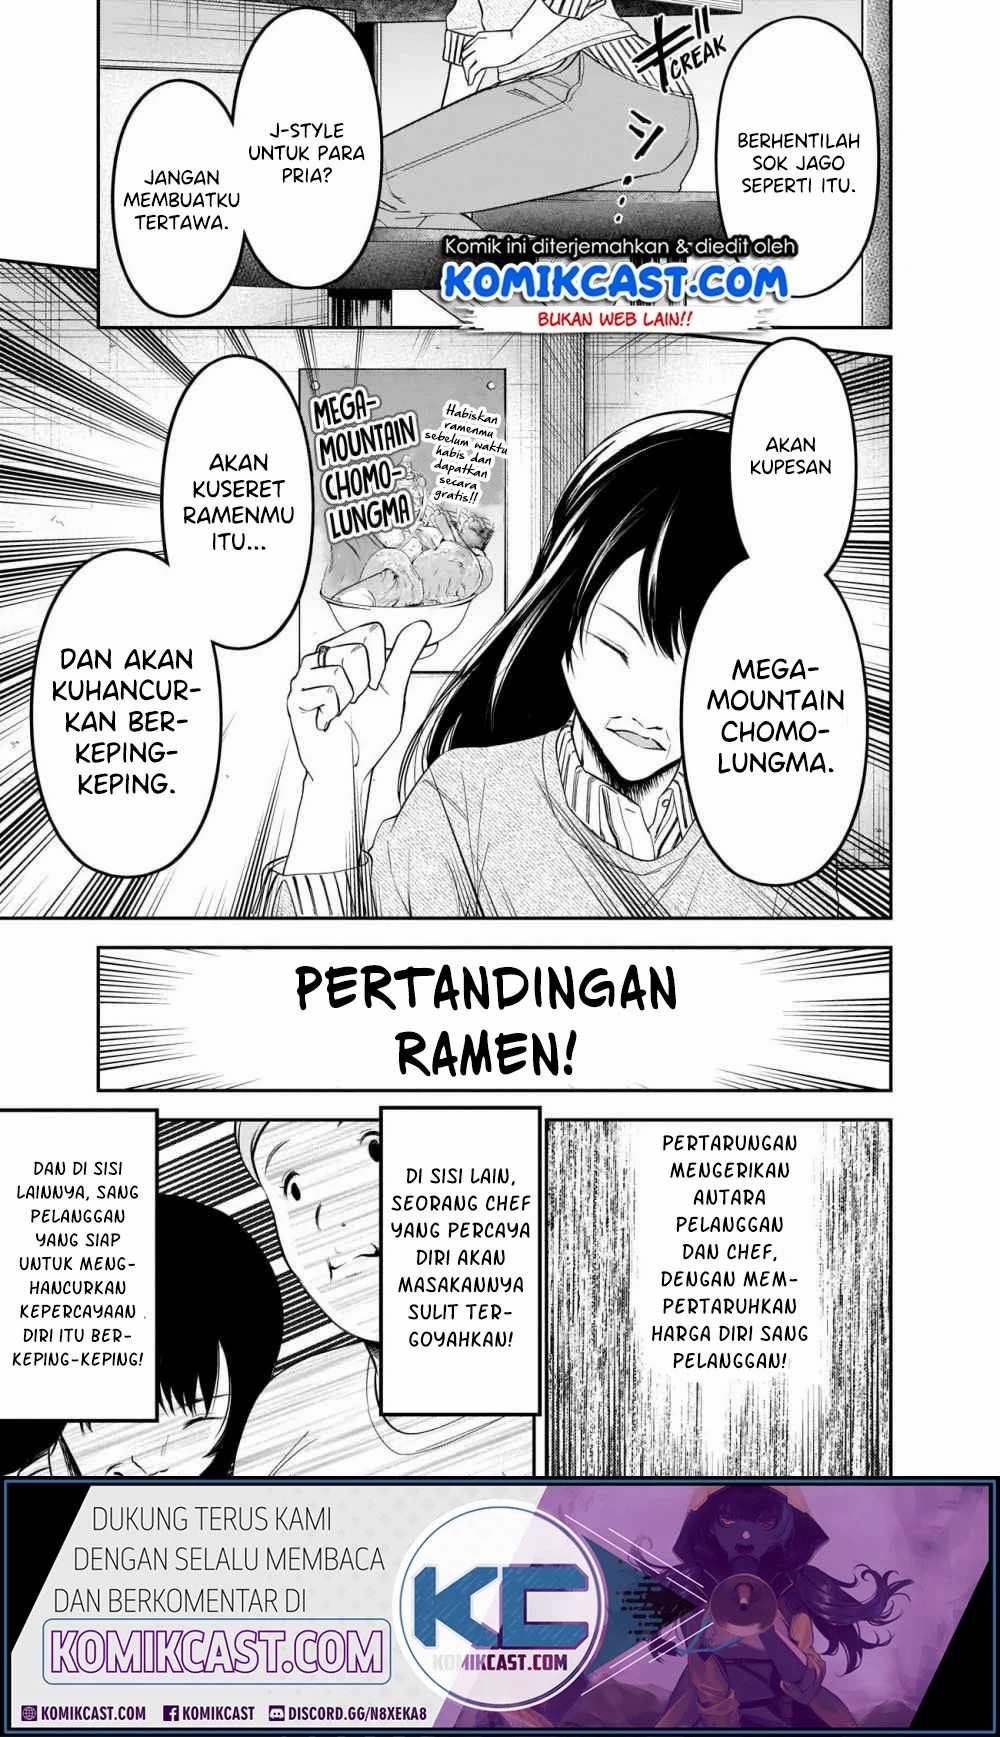 キシ
CREAK
BERHENTILAH
SOK JAGO
SEPERTI ITU.
J-STYLE
UNTUK PARA
PRIA?
JANGAN
MEMBUATKU
TERTAWA.
Komik ini diterjemahkan & diedit oleh
KOMIKCAST.COM
BUKAN WEB LAIN!!
AKAN
KUPESAN
MEGA-
MOUNTAIN
CHOMO-
LUNGMA.
MEGA-
MOUNTAIN
CHOMO-
LUNGMA
Habiskan
ramenmu
sebelum waktu
habis dan
dapatkan
secara
gratis!!
AKAN
KUSERET
RAMENMU
ITU...
DAN AKAN
KUHANCUR-
KAN BER-
KEPING-
KEPING.
PERTANDINGAN
RAMEN!
PERTARUNGAN
MENGERIKAN
ANTARA
PELANGGAN
DAN CHEF,
DENGAN MEM-
PERTARUHKAN
HARGA DIRI SANG
PELANGGAN!
DI SISI LAIN,
SEORANG CHEF
YANG PERCAYA
DIRI AKAN
MASAKANNYA
SULIT TER-
GOYAHKAN!
DAN DI SISI
LAINNYA, SANG
PELANGGAN
YANG SIAP
UNTUK MENG-
HANCURKAN
KEPERCAYAAN
DIRI ITU BER-
KEPING-KEPING!
DUKUNG TERUS KAMI
DENGAN SELALU MEMBACA
DAN BERKOMENTAR DI
KOMIKCAST.COM
KC
KOMIKCAST.COM
KOMIKCAST.COM
KOMIKCAST
DISCORD.GG/N8XEKA8